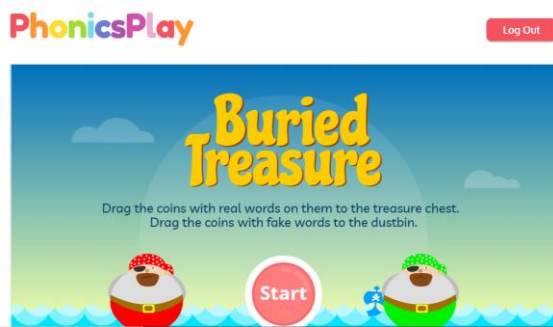 PhonicsPlay
Log Out
Buried
Treasure
Drag the coins with real words on them to the treasure chest.
Drag the coins with fake words to the dustbin.
Start